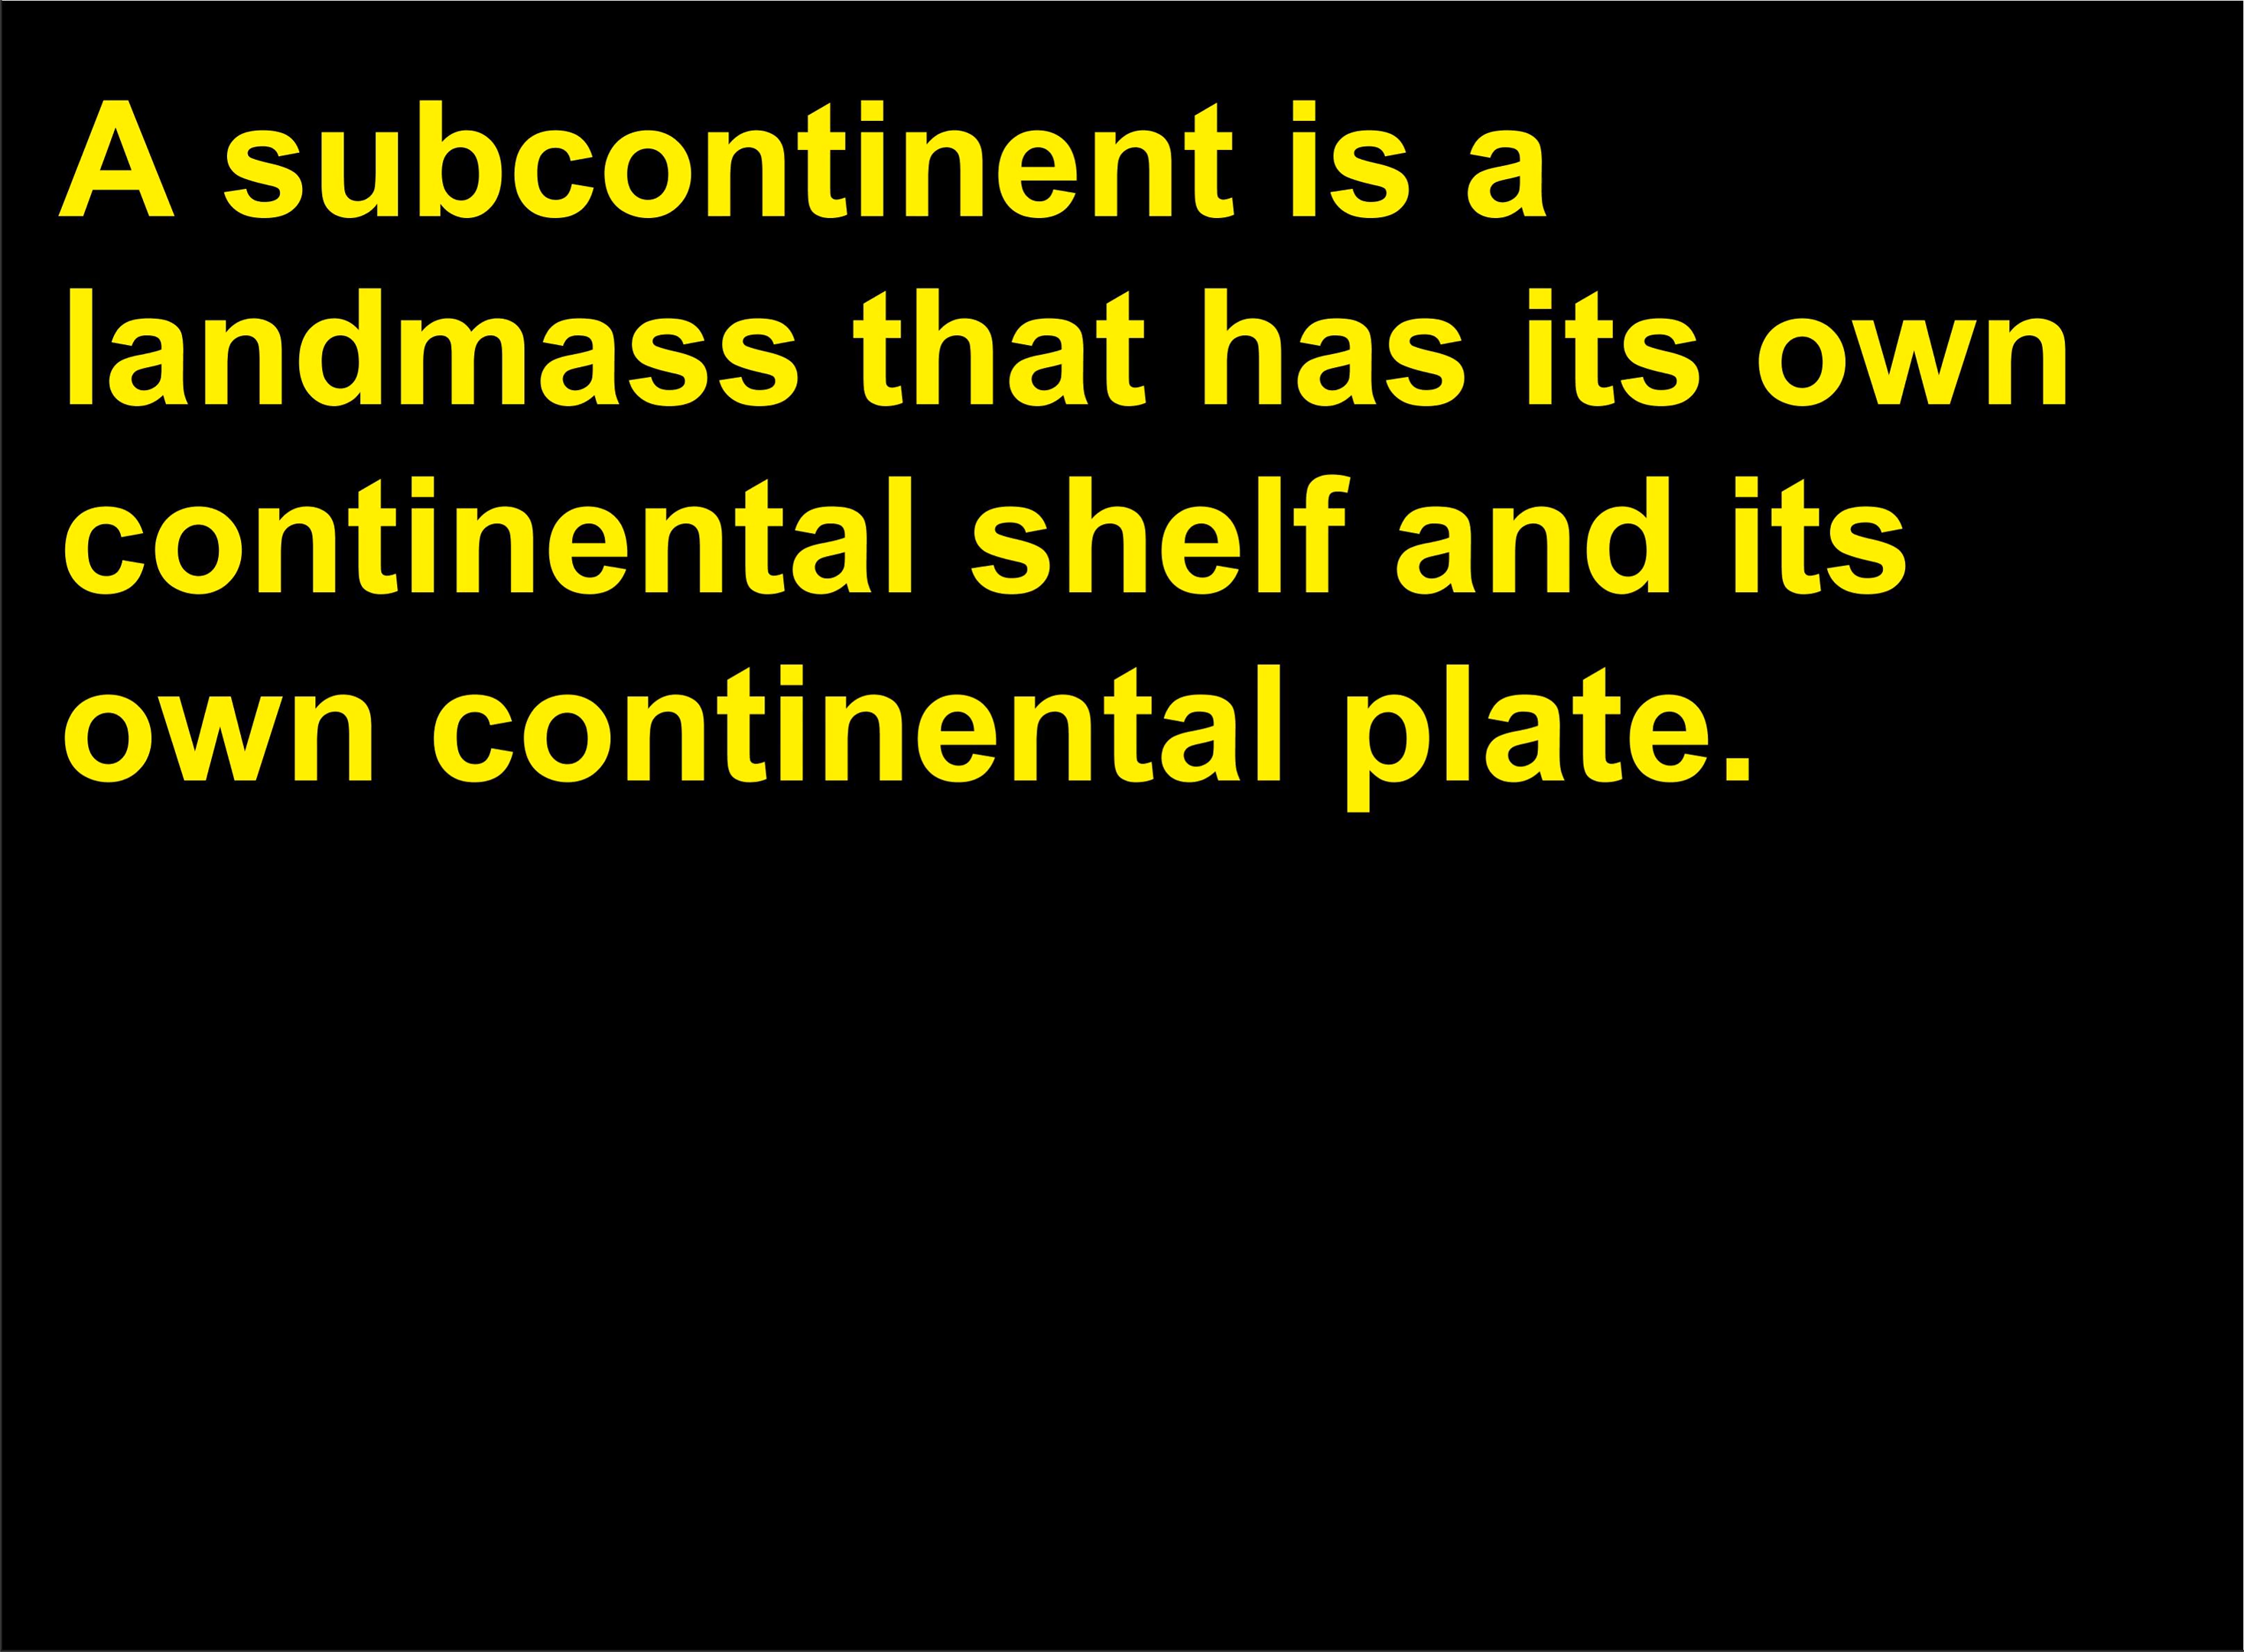 A subcontinent is a
landmass that has its own
continental shelf and its
own continental plate.